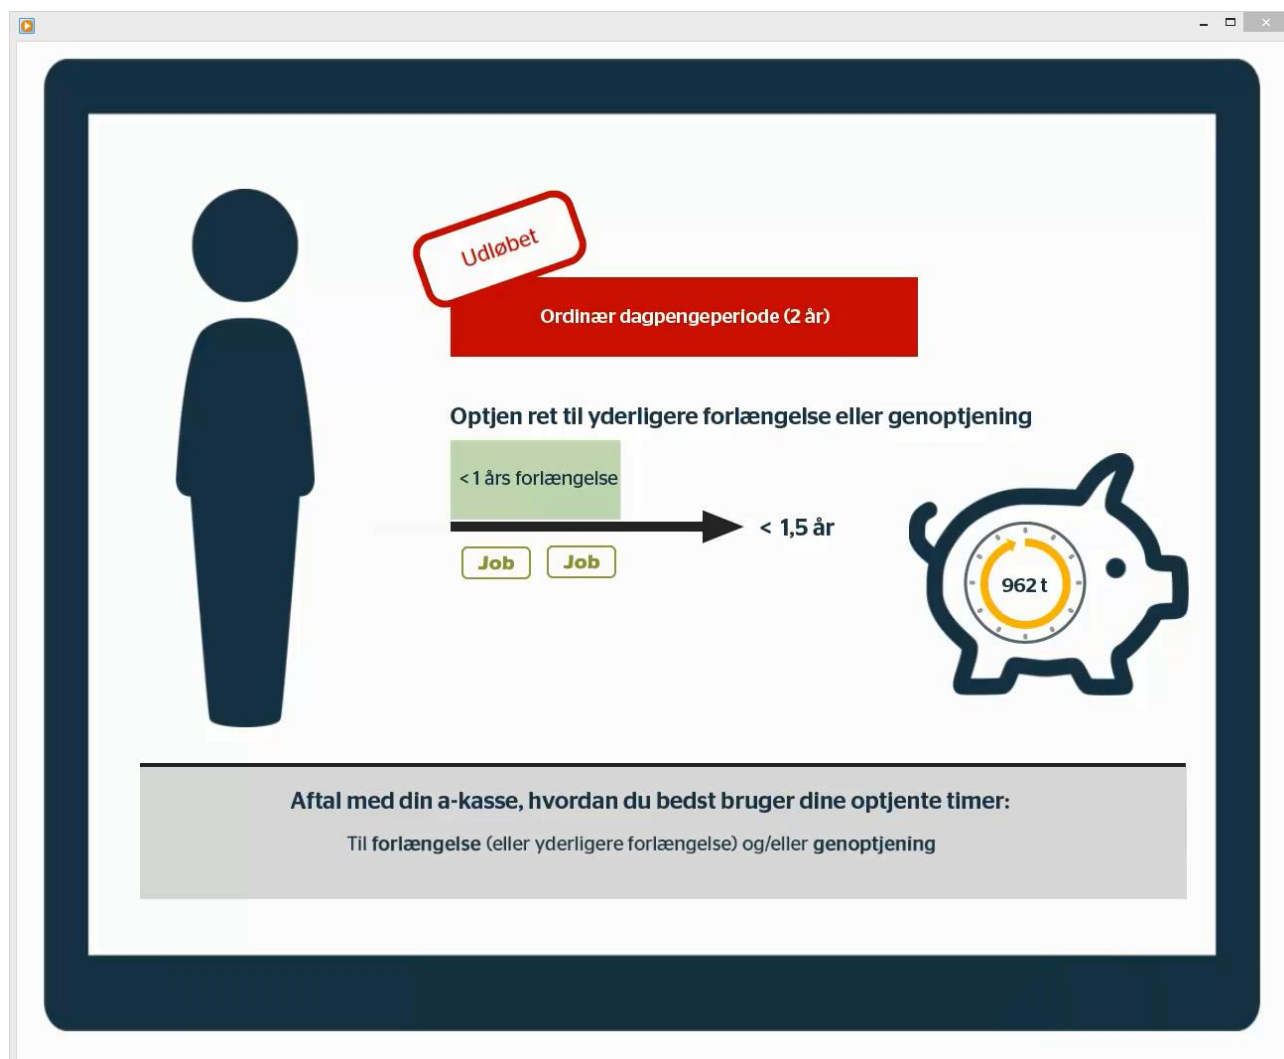 Udløbet
Ordinær dagpengeperiode (2 år)
Optjen ret til yderligere forlængelse eller genoptjening
< 1 års forlængelse
< 1,5 år
Job Job
962 t
Aftal med din a-kasse, hvordan du bedst bruger dine optjente timer:
Til forlængelse (eller yderligere forlængelse) og/eller genoptjening